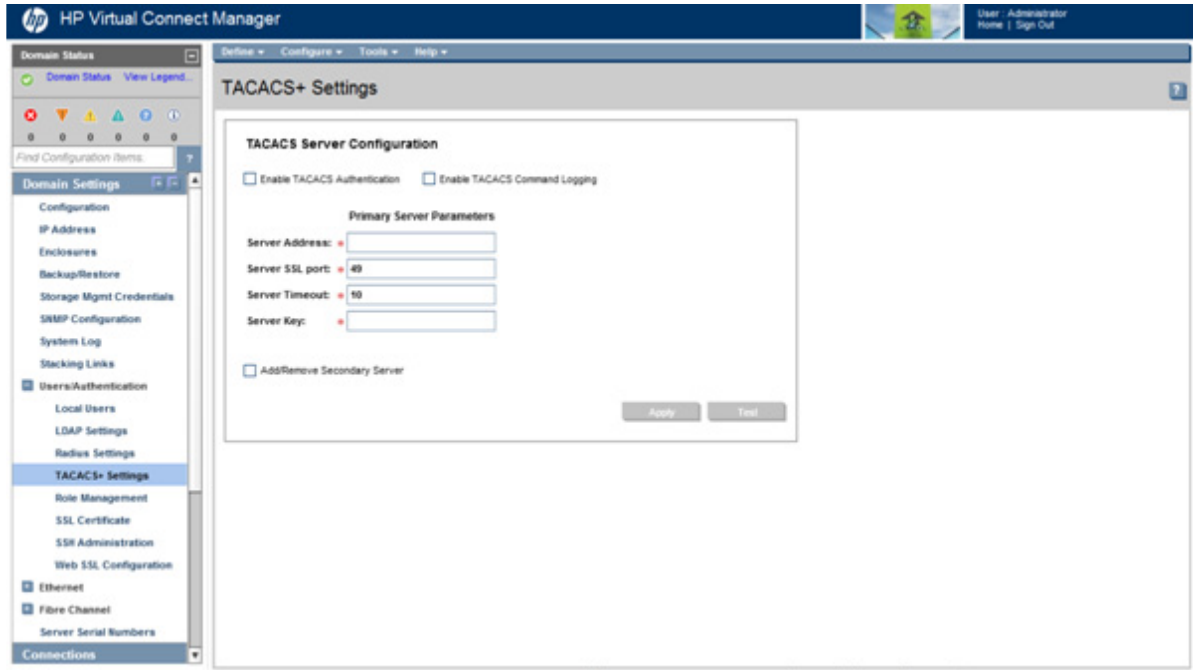 hp HP Virtual Connect Manager
User : Administrator
Home | Sign Out
Domain Status
Domain Status View Legend...
0 0 0 0 0 0
Find Configuration Items: ?
Domain Settings
Configuration
IP Address
Enclosures
Backup/Restore
Storage Mgmt Credentials
SNMP Configuration
System Log
Stacking Links
Users/Authentication
Local Users
LDAP Settings
Radius Settings
TACACS+ Settings
Role Management
SSL Certificate
SSH Administration
Web SSL Configuration
Ethernet
Fibre Channel
Server Serial Numbers
Connections
Define Configure Tools Help
TACACS+ Settings ?
TACACS Server Configuration
Enable TACACS Authentication Enable TACACS Command Logging
Primary Server Parameters
Server Address: *
Server SSL port: * 49
Server Timeout: * 10
Server Key: *
Add/Remove Secondary Server
Apply Test